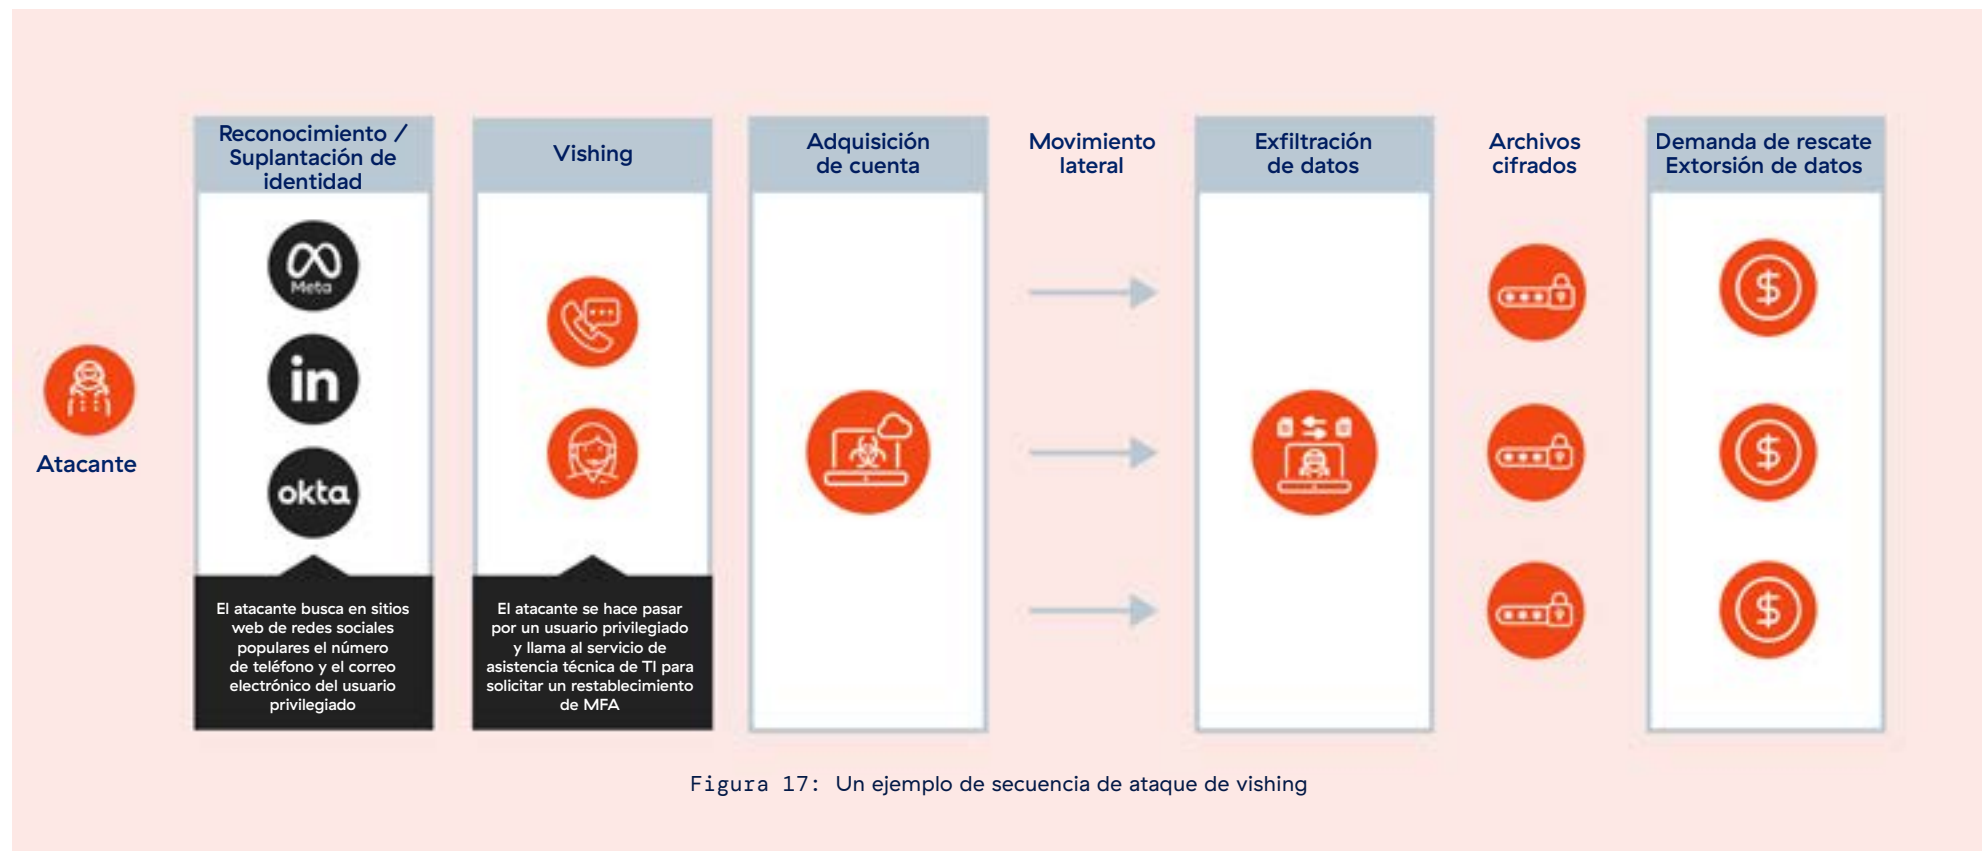 Reconocimiento /
Suplantación de
identidad
Vishing
Adquisición
de cuenta
Movimiento
lateral
Exfiltración
de datos
Archivos
cifrados
Demanda de rescate
Extorsión de datos
Meta
in
okta
Atacante
El atacante busca en sitios
web de redes sociales
populares el número
de teléfono y el correo
electrónico del usuario
privilegiado
El atacante se hace pasar
por un usuario privilegiado
y llama al servicio de
asistencia técnica de TI para
solicitar un restablecimiento
de MFA
$
$
$
Figura 17: Un ejemplo de secuencia de ataque de vishing